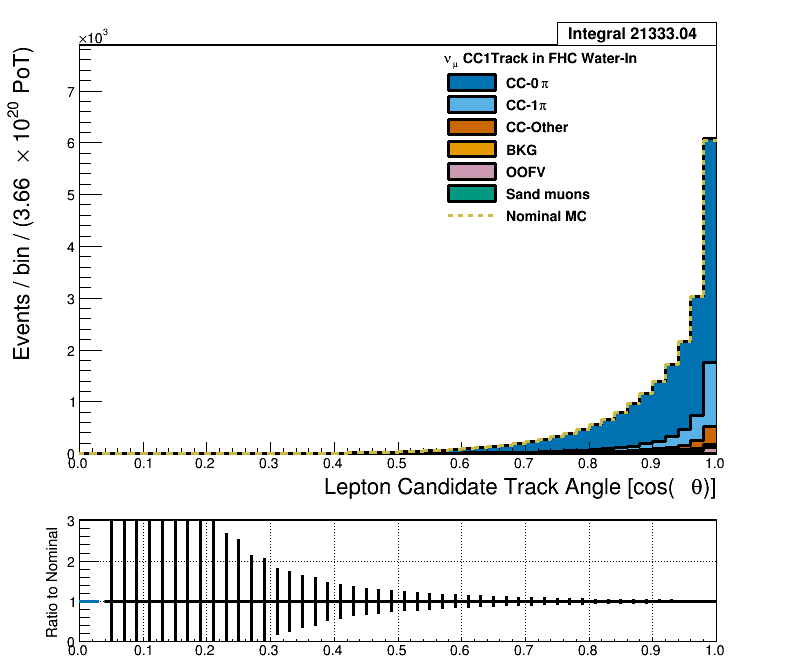 Integral 21333.04
×10³
Events / bin / (3.66 × 10²⁰ PoT)
7
6
5
4
3
2
1
0
ν_μ CC1Track in FHC Water-In
CC-0π
CC-1π
CC-Other
BKG
OOFV
Sand muons
Nominal MC
0.0 0.1 0.2 0.3 0.4 0.5 0.6 0.7 0.8 0.9 1.0
Lepton Candidate Track Angle [cos( θ)]
Ratio to Nominal
3
2
1
0
0.0 0.1 0.2 0.3 0.4 0.5 0.6 0.7 0.8 0.9 1.0